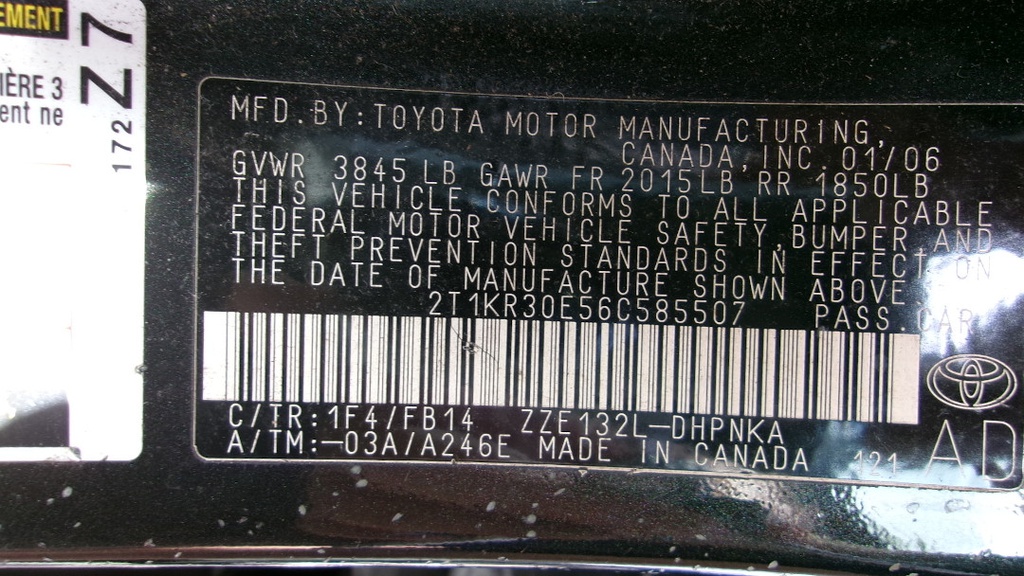 EMENT
IÈRE 3
ent ne
172 Z 7
MFD. BY: TOYOTA MOTOR MANUFACTURING,
CANADA, INC. 01/06
GVWR 3845 LB GAWR FR 2015LB RR 1850LB
THIS VEHICLE CONFORMS TO ALL APPLICABLE
FEDERAL MOTOR VEHICLE SAFETY, BUMPER, AND
THEFT PREVENTION STANDARDS IN EFFECT ON
THE DATE OF MANUFACTURE SHOWN ABOVE.
2T1KR30E56C585507 PASS. CAR
C/TR: 1F4/FB14 ZZE132L-DHPNKA
A/TM: -03A/A246E MADE IN CANADA 121 AD